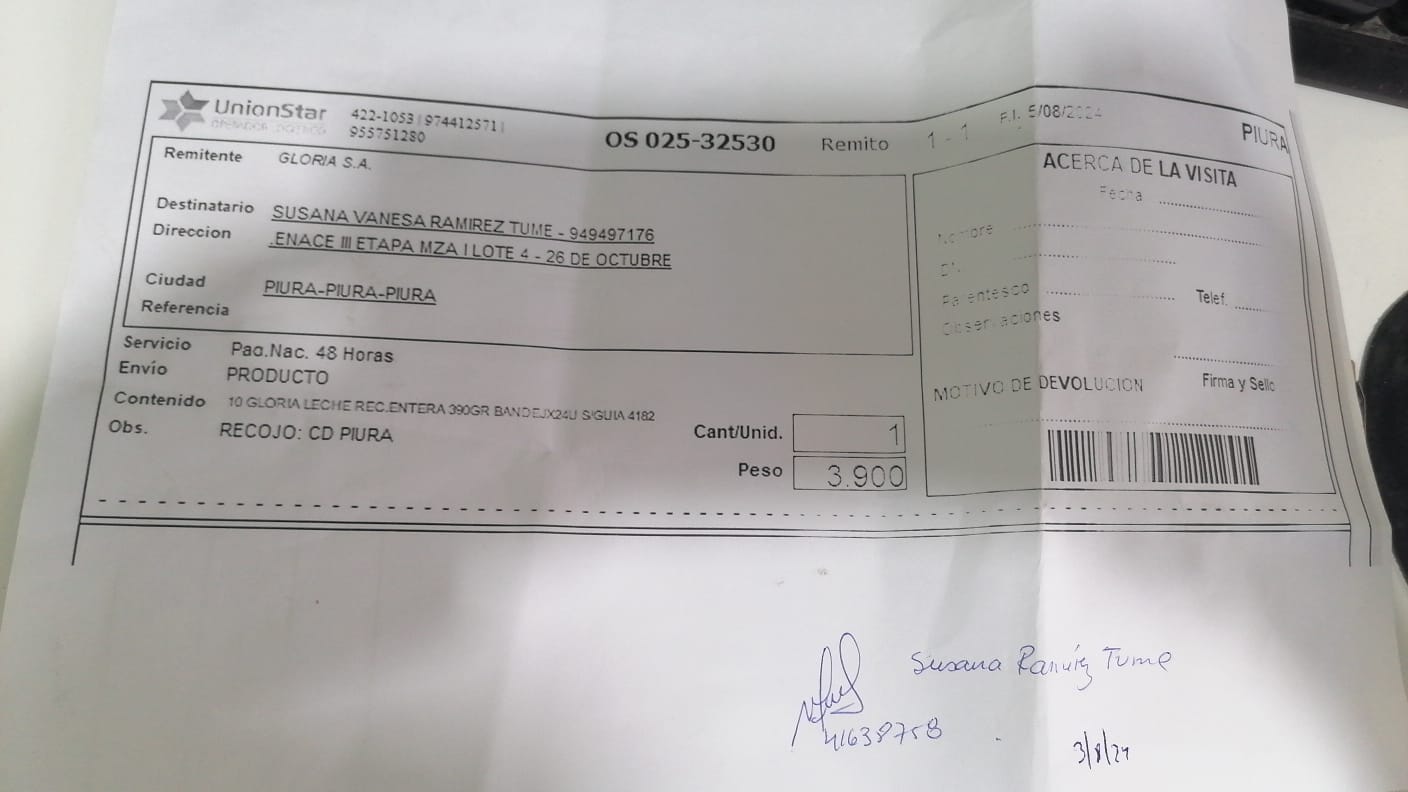 UnionStar 422-1053 | 974412571 |
OPERADOR LOGISTICO 955751280
OS 025-32530 Remito 1 - 1 F.I. 5/08/2024 PIURA
Remitente GLORIA S.A.
Destinatario SUSANA VANESA RAMIREZ TUME - 949497176
Direccion .ENACE III ETAPA MZA I LOTE 4 - 26 DE OCTUBRE
Ciudad PIURA-PIURA-PIURA
Referencia
Servicio Paq.Nac. 48 Horas
Envío PRODUCTO
Contenido 10 GLORIA LECHE REC.ENTERA 390GR BANDEJX24U S/GUIA 4182
Obs. RECOJO: CD PIURA
Cant/Unid. 1
Peso 3.900
ACERCA DE LA VISITA
Fecha
Nombre
Parentesco Telef.
Observaciones
MOTIVO DE DEVOLUCION Firma y Sello
Susana Ramírez Tume
41638758
3/8/24